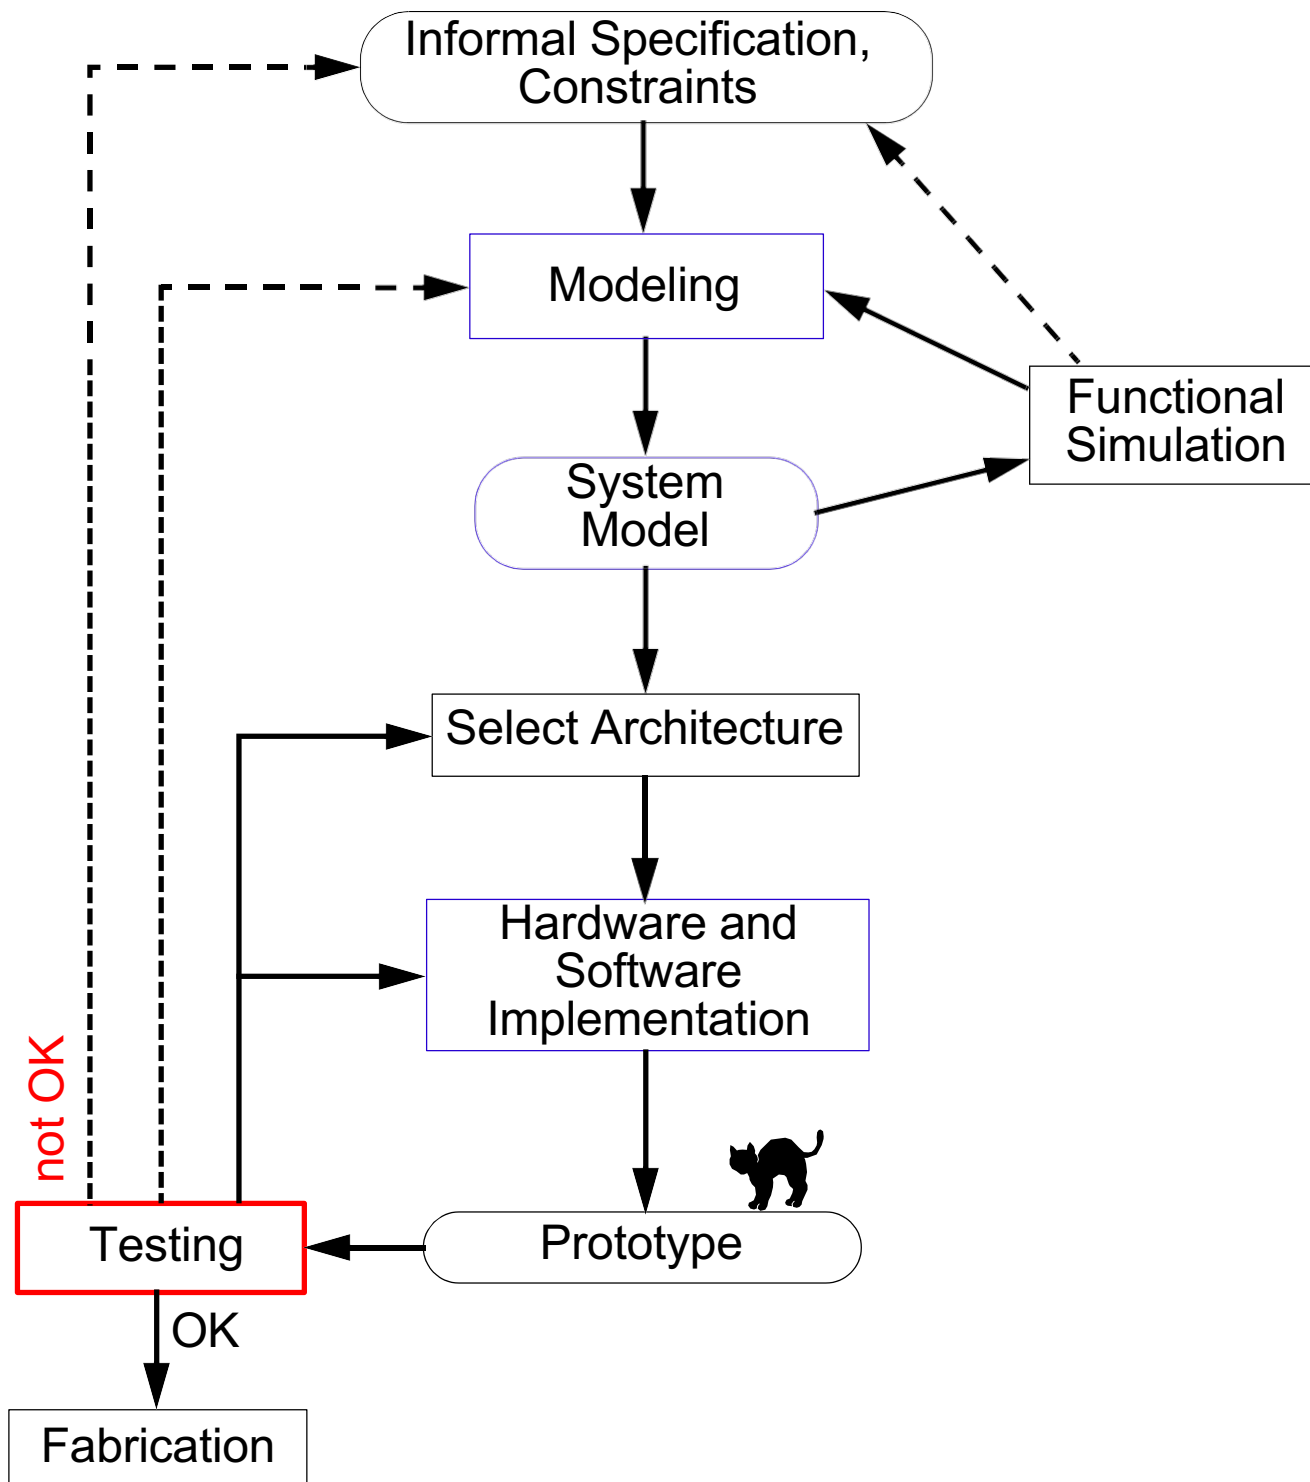 Informal Specification,
Constraints
Modeling
Functional
Simulation
System
Model
Select Architecture
Hardware and
Software
Implementation
not OK
Prototype
Testing
OK
Fabrication